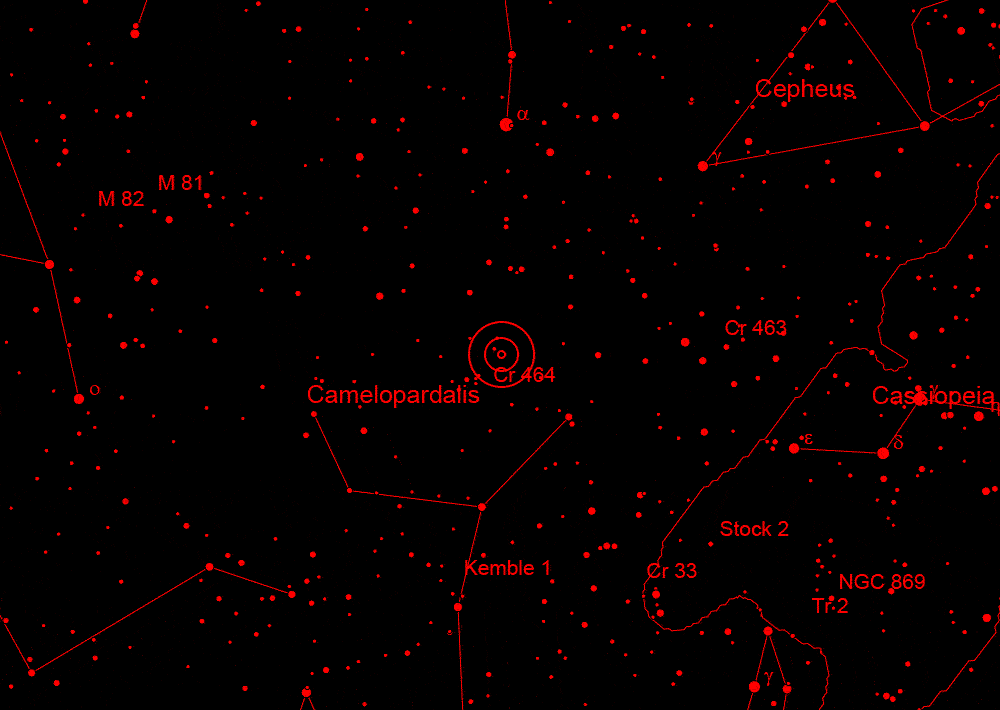 Cepheus
α
γ
M 81
M 82
Cr 463
Cr 464
Camelopardalis
ο
γ
Cassiopeia
η
ε
δ
Stock 2
Kemble 1
Cr 33
NGC 869
Tr 2
γ